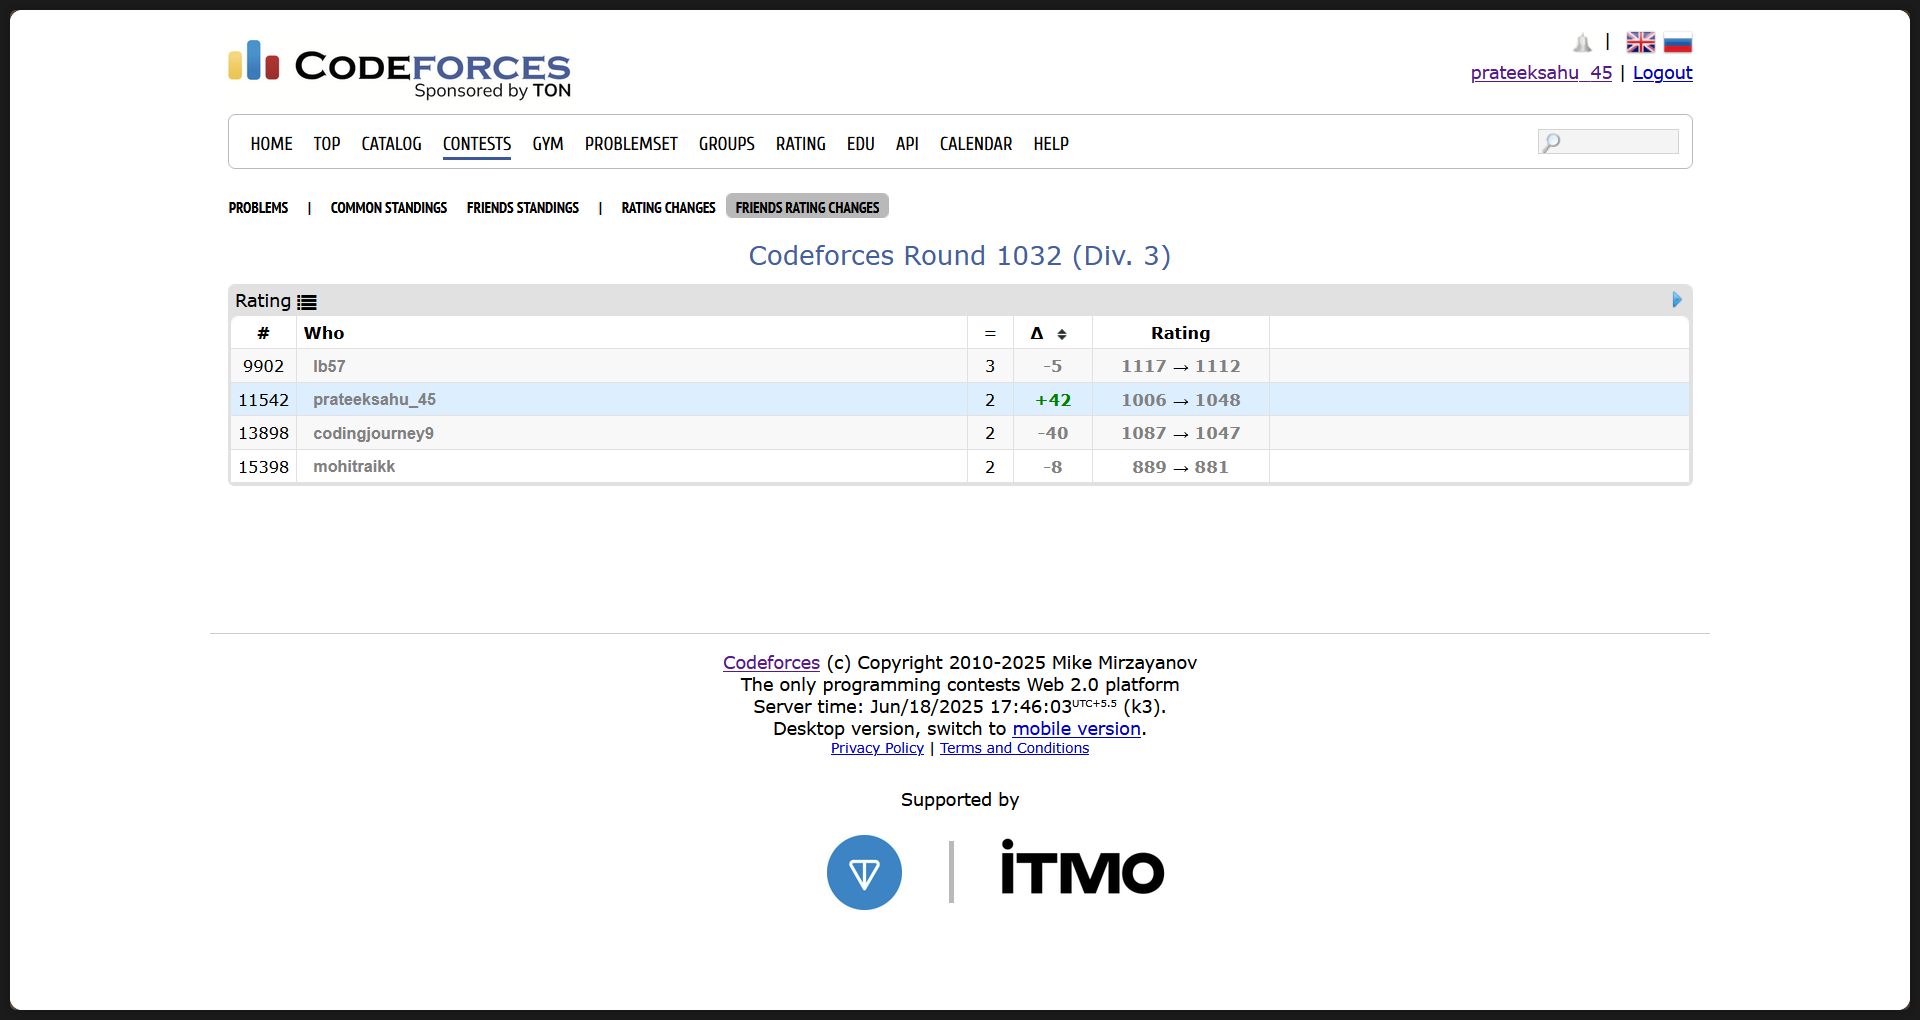 CODEFORCES
Sponsored by TON
|
prateeksahu_45 | Logout
HOME TOP CATALOG CONTESTS GYM PROBLEMSET GROUPS RATING EDU API CALENDAR HELP
PROBLEMS | COMMON STANDINGS FRIENDS STANDINGS | RATING CHANGES FRIENDS RATING CHANGES
Codeforces Round 1032 (Div. 3)
Rating
# Who = Δ Rating
9902 lb57 3 -5 1117 → 1112
11542 prateeksahu_45 2 +42 1006 → 1048
13898 codingjourney9 2 -40 1087 → 1047
15398 mohitraikk 2 -8 889 → 881
Codeforces (c) Copyright 2010-2025 Mike Mirzayanov
The only programming contests Web 2.0 platform
Server time: Jun/18/2025 17:46:03UTC+5.5 (k3).
Desktop version, switch to mobile version.
Privacy Policy | Terms and Conditions
Supported by
iTMO